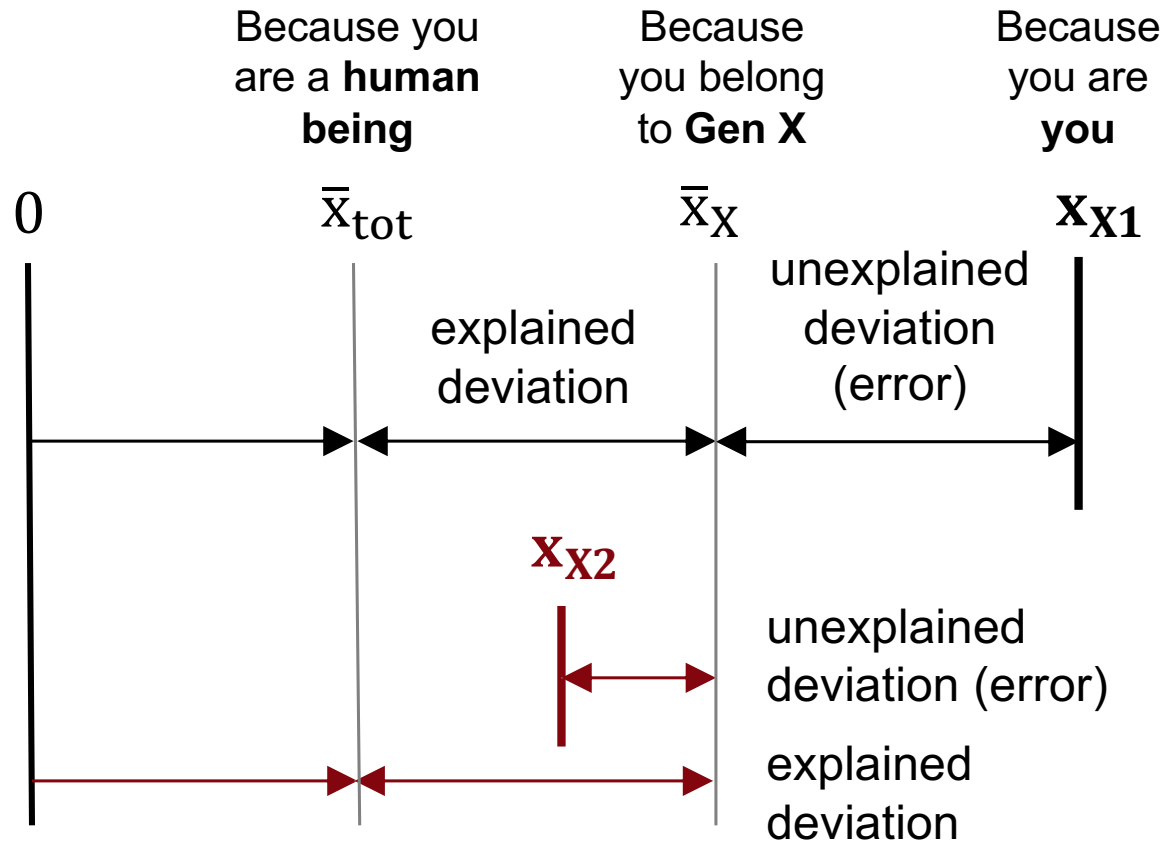 Because you
are a human
being
Because
you belong
to Gen X
Because
you are
you
0
x̅tot
x̅X
xX1
explained
deviation
unexplained
deviation
(error)
xX2
unexplained
deviation (error)
explained
deviation